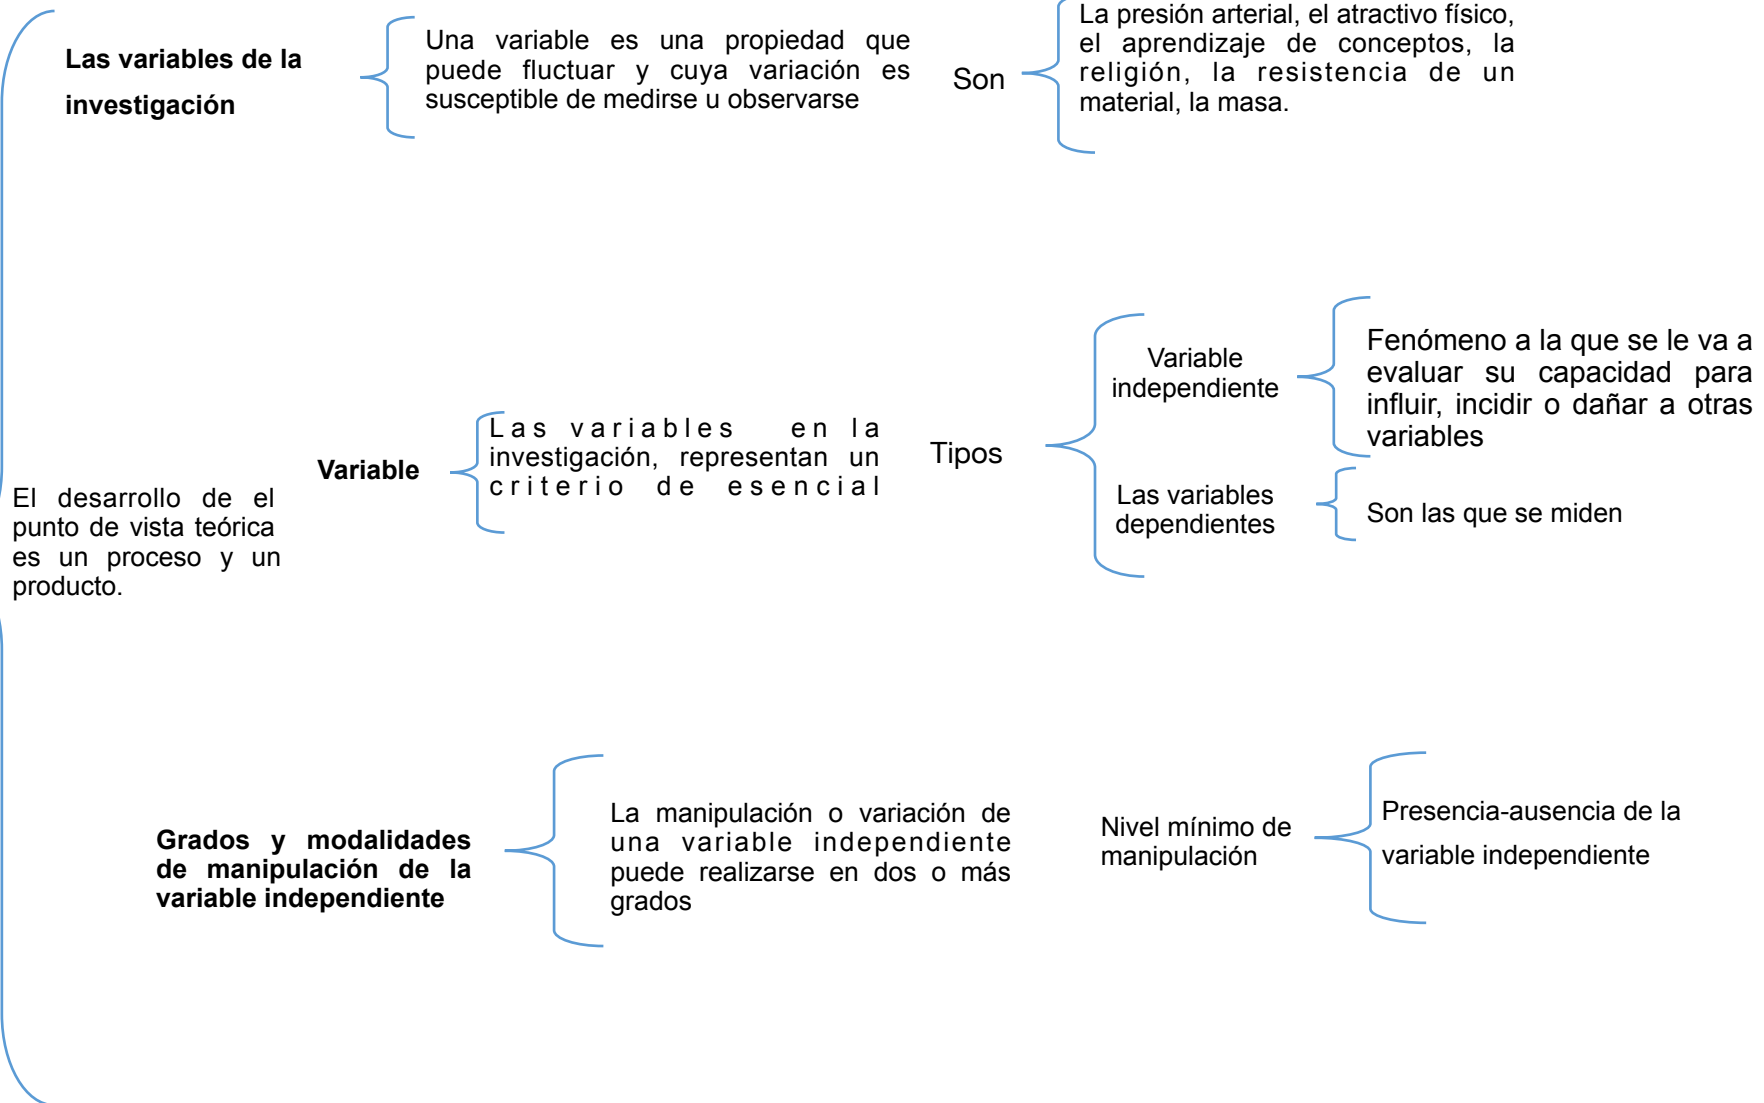 Las variables de la
investigación
Una variable es una propiedad que
puede fluctuar y cuya variación es
susceptible de medirse u observarse
Son
La presión arterial, el atractivo físico,
el aprendizaje de conceptos, la
religión, la resistencia de un
material, la masa.
El desarrollo de el
punto de vista teórica
es un proceso y un
producto.
Variable
Las variables en la
investigación, representan un
criterio de esencial
Tipos
Variable
independiente
Fenómeno a la que se le va a
evaluar su capacidad para
influir, incidir o dañar a otras
variables
Las variables
dependientes
Son las que se miden
Grados y modalidades
de manipulación de la
variable independiente
La manipulación o variación de
una variable independiente
puede realizarse en dos o más
grados
Nivel mínimo de
manipulación
Presencia-ausencia de la
variable independiente